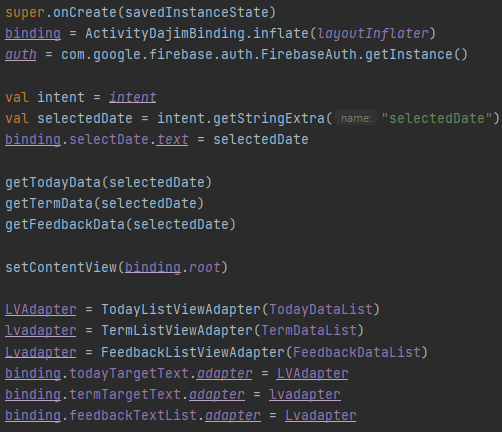 super.onCreate(savedInstanceState)
binding = ActivityDajimBinding.inflate(layoutInflater)
auth = com.google.firebase.auth.FirebaseAuth.getInstance()
val intent = intent
val selectedDate = intent.getStringExtra( name: "selectedDate")
binding.selectDate.text = selectedDate
getTodayData(selectedDate)
getTermData(selectedDate)
getFeedbackData(selectedDate)
setContentView(binding.root)
LVAdapter = TodayListViewAdapter(TodayDataList)
lvadapter = TermListViewAdapter(TermDataList)
Lvadapter = FeedbackListViewAdapter(FeedbackDataList)
binding.todayTargetText.adapter = LVAdapter
binding.termTargetText.adapter = lvadapter
binding.feedbackTextList.adapter = Lvadapter